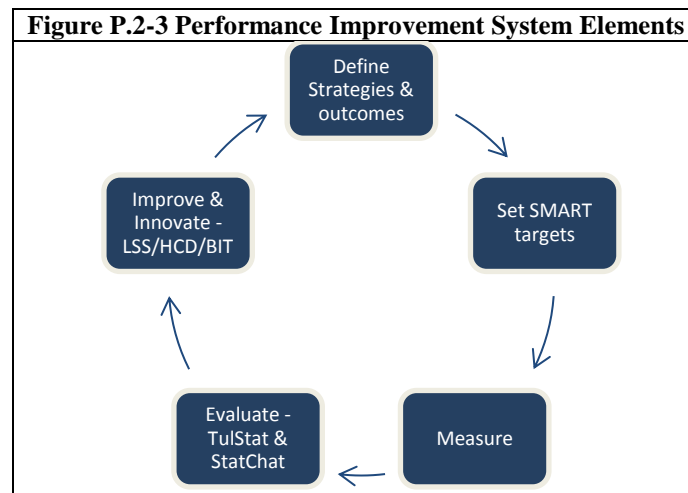 Figure P.2-3 Performance Improvement System Elements
Define
Strategies &
outcomes
Set SMART
targets
Measure
Evaluate -
TulStat &
StatChat
Improve &
Innovate -
LSS/HCD/BIT